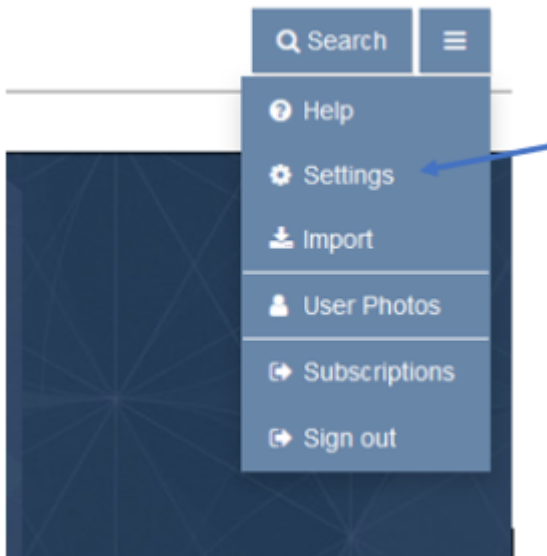 Search
Help
Settings
Import
User Photos
Subscriptions
Sign out